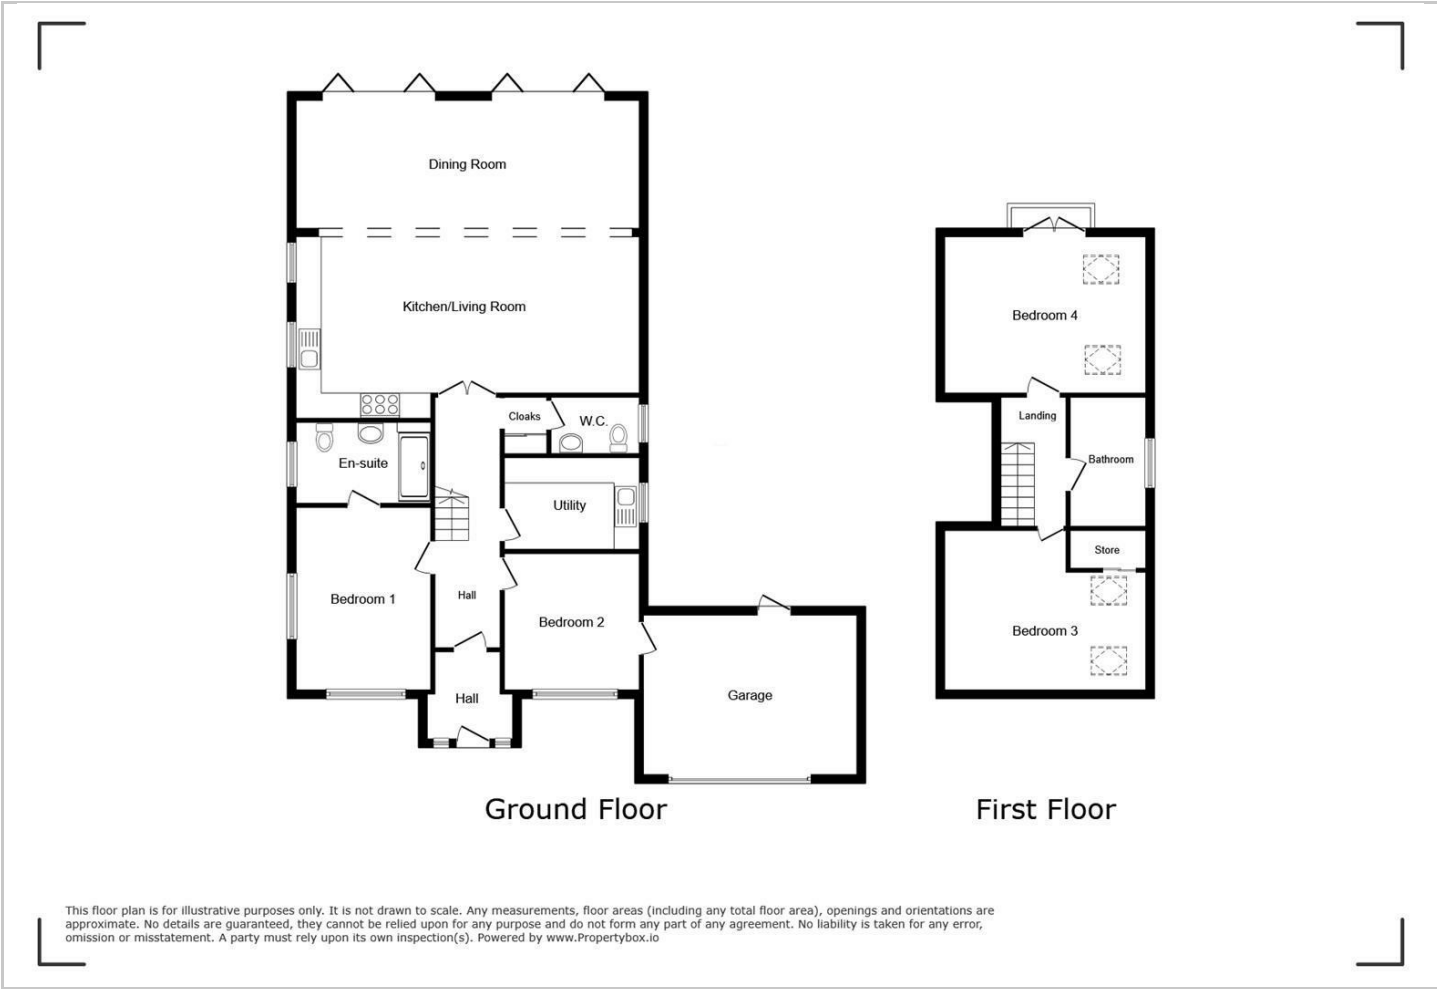 Dining Room
Kitchen/Living Room
Cloaks
W.C.
En-suite
Utility
Bedroom 1
Hall
Bedroom 2
Hall
Garage
Ground Floor
Bedroom 4
Landing
Bathroom
Store
Bedroom 3
First Floor
This floor plan is for illustrative purposes only. It is not drawn to scale. Any measurements, floor areas (including any total floor area), openings and orientations are
approximate. No details are guaranteed, they cannot be relied upon for any purpose and do not form any part of any agreement. No liability is taken for any error,
omission or misstatement. A party must rely upon its own inspection(s). Powered by www.Propertybox.io